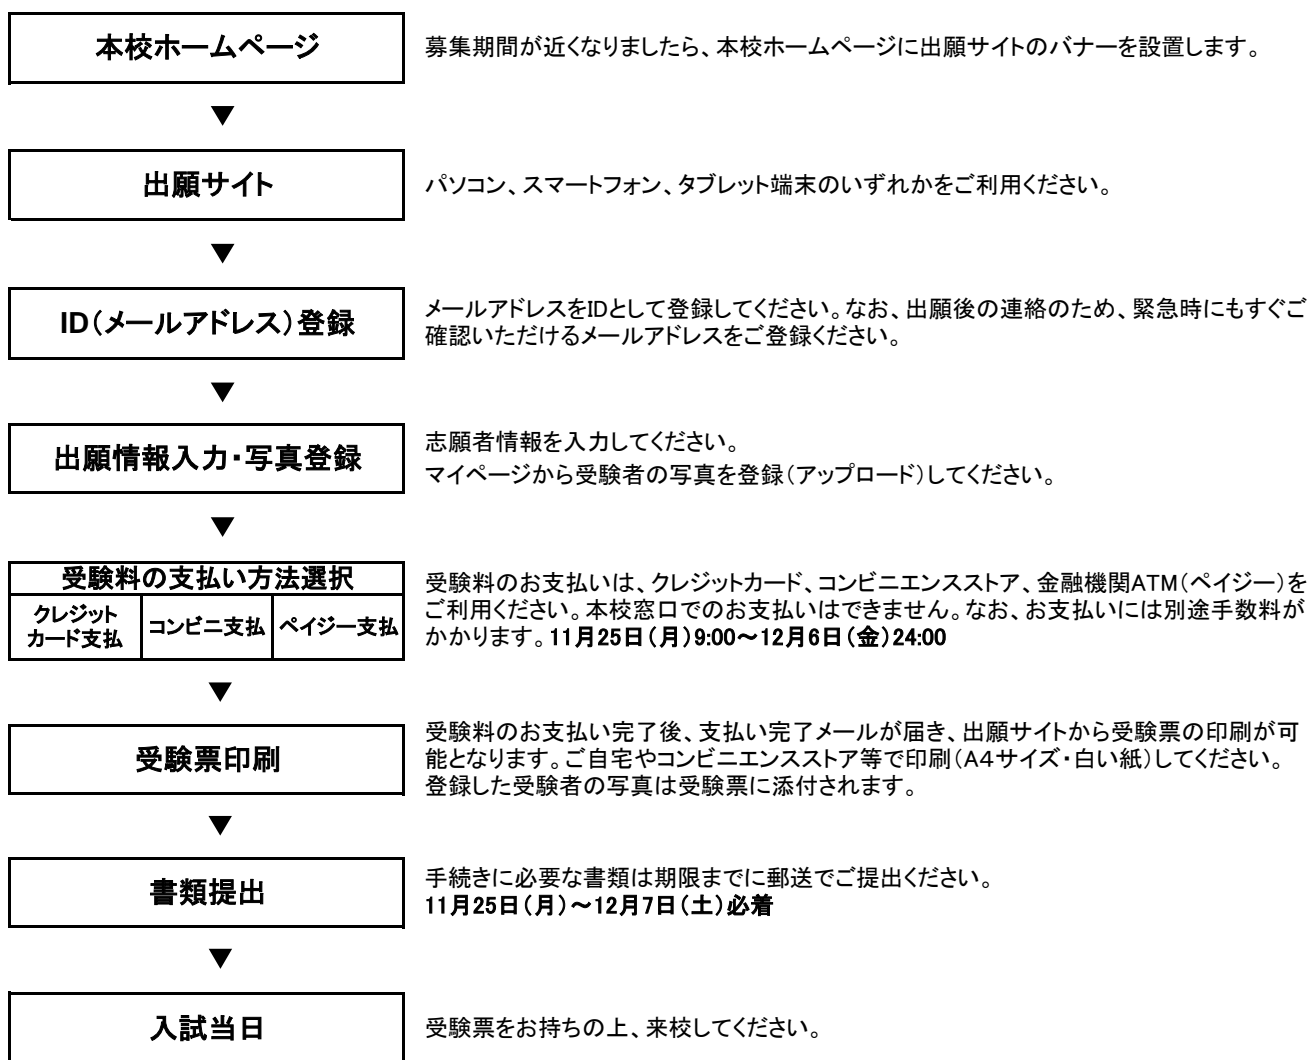 本校ホームページ
募集期間が近くなりましたら、本校ホームページに出願サイトのバナーを設置します。
▼
出願サイト
パソコン、スマートフォン、タブレット端末のいずれかをご利用ください。
▼
ID(メールアドレス)登録
メールアドレスをIDとして登録してください。なお、出願後の連絡のため、緊急時にもすぐご
確認いただけるメールアドレスをご登録ください。
▼
出願情報入力・写真登録
志願者情報を入力してください。
マイページから受験者の写真を登録(アップロード)してください。
▼
受験料の支払い方法選択
クレジット
カード支払
コンビニ支払
ペイジー支払
受験料のお支払いは、クレジットカード、コンビニエンスストア、金融機関ATM(ペイジー)を
ご利用ください。本校窓口でのお支払いはできません。なお、お支払いには別途手数料が
かかります。11月25日(月)9:00～12月6日(金)24:00
▼
受験票印刷
受験料のお支払い完了後、支払い完了メールが届き、出願サイトから受験票の印刷が可
能となります。ご自宅やコンビニエンスストア等で印刷(A4サイズ・白い紙)してください。
登録した受験者の写真は受験票に添付されます。
▼
書類提出
手続きに必要な書類は期限までに郵送でご提出ください。
11月25日(月)～12月7日(土)必着
▼
入試当日
受験票をお持ちの上、来校してください。